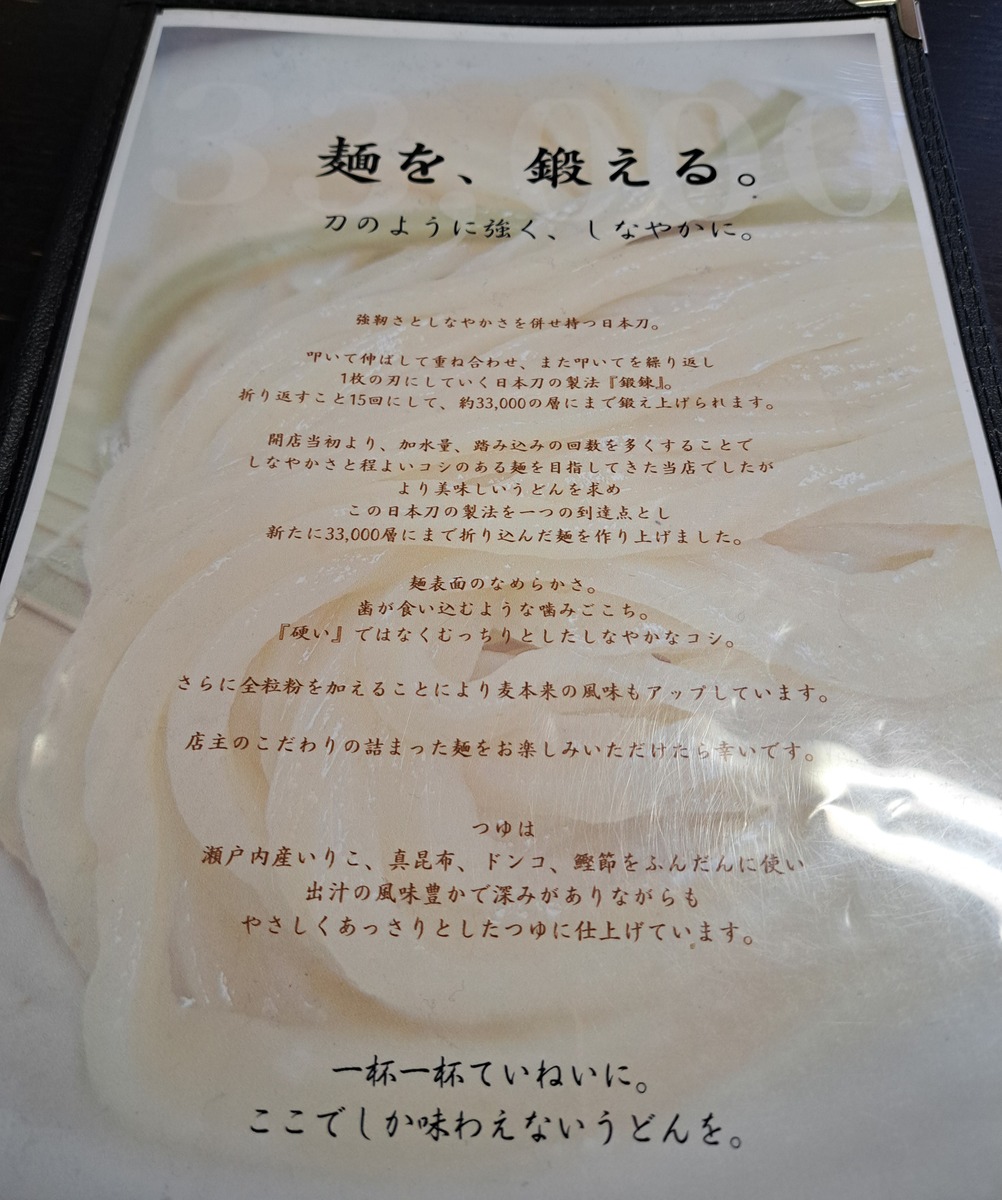 33,000
麺を、鍛える。
刀のように強く、しなやかに。
強靭さとしなやかさを併せ持つ日本刀。
叩いて伸ばして重ね合わせ、また叩いてを繰り返し
1枚の刃にしていく日本刀の製法『鍛錬』。
折り返すこと15回にして、約33,000の層にまで鍛え上げられます。
開店当初より、加水量、踏み込みの回数を多くすることで
しなやかさと程よいコシのある麺を目指してきた当店でしたが
より美味しいうどんを求め
この日本刀の製法を一つの到達点とし
新たに33,000層にまで折り込んだ麺を作り上げました。
麺表面のなめらかさ。
歯が食い込むような噛みごこち。
『硬い』ではなくむっちりとしたしなやかなコシ。
さらに全粒粉を加えることにより麦本来の風味もアップしています。
店主のこだわりの詰まった麺をお楽しみいただけたら幸いです。
つゆは
瀬戸内産いりこ、真昆布、ドンコ、鰹節をふんだんに使い
出汁の風味豊かで深みがありながらも
やさしくあっさりとしたつゆに仕上げています。
一杯一杯ていねいに。
ここでしか味わえないうどんを。